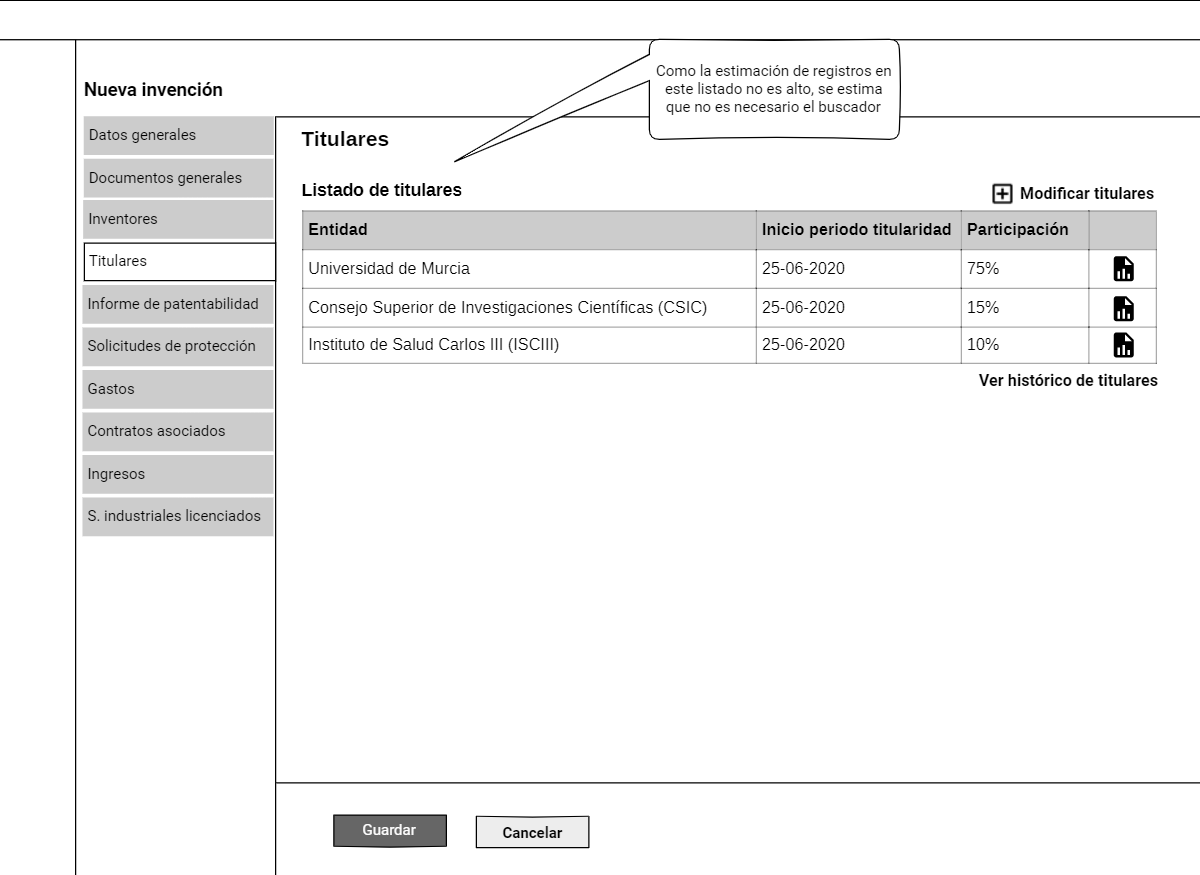 Como la estimación de registros en
este listado no es alto, se estima
que no es necesario el buscador
Nueva invención
Datos generales
Documentos generales
Inventores
Titulares
Informe de patentabilidad
Solicitudes de protección
Gastos
Contratos asociados
Ingresos
S. industriales licenciados
Titulares
Listado de titulares
Modificar titulares
Entidad Inicio periodo titularidad Participación
Universidad de Murcia 25-06-2020 75%
Consejo Superior de Investigaciones Científicas (CSIC) 25-06-2020 15%
Instituto de Salud Carlos III (ISCIII) 25-06-2020 10%
Ver histórico de titulares
Guardar Cancelar